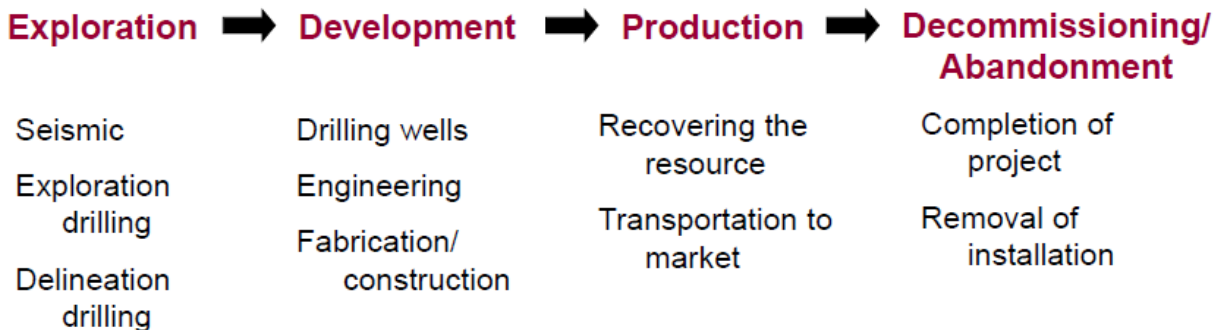 Exploration
Development
Production
Decommissioning/
Abandonment
Seismic
Exploration
drilling
Delineation
drilling
Drilling wells
Engineering
Fabrication/
construction
Recovering the
resource
Transportation to
market
Completion of
project
Removal of
installation